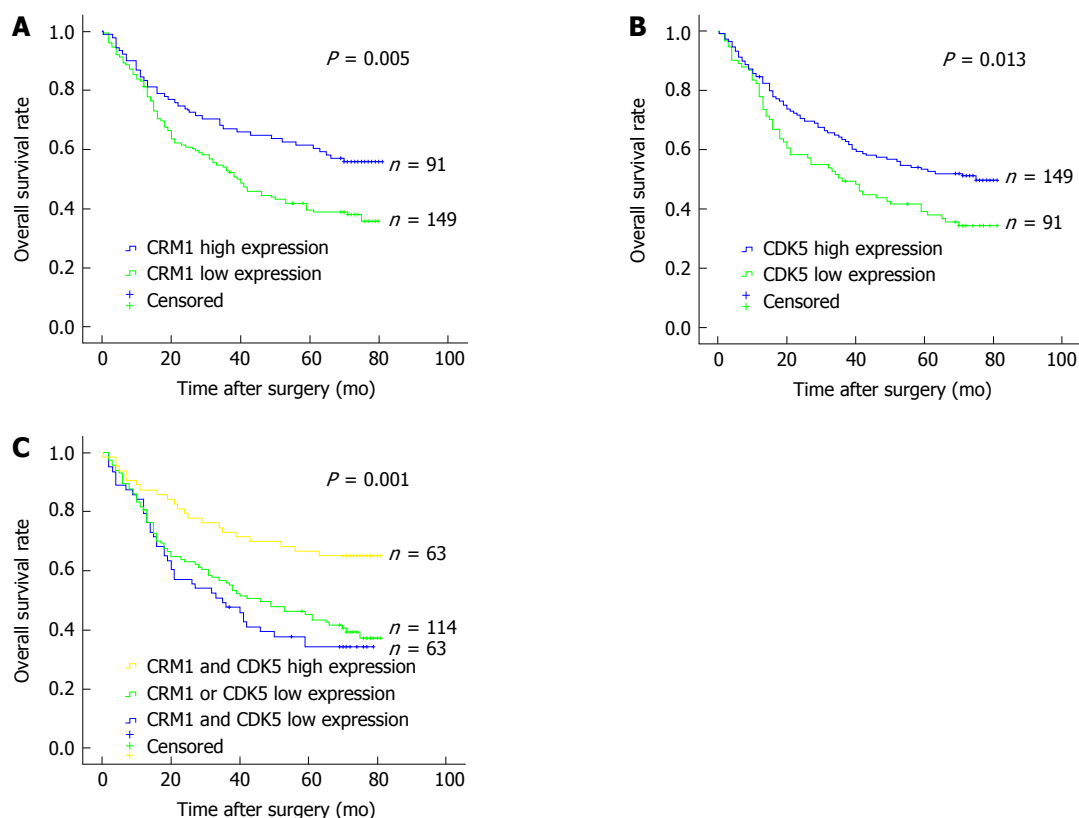 A
P = 0.005
Overall survival rate
1.0
0.8
0.6
0.4
0.2
0.0
n = 91
n = 149
CRM1 high expression
CRM1 low expression
Censored
0 20 40 60 80 100
Time after surgery (mo)
B
P = 0.013
Overall survival rate
1.0
0.8
0.6
0.4
0.2
0.0
n = 149
n = 91
CDK5 high expression
CDK5 low expression
Censored
0 20 40 60 80 100
Time after surgery (mo)
C
P = 0.001
Overall survival rate
1.0
0.8
0.6
0.4
0.2
0.0
n = 63
n = 114
n = 63
CRM1 and CDK5 high expression
CRM1 or CDK5 low expression
CRM1 and CDK5 low expression
Censored
0 20 40 60 80 100
Time after surgery (mo)